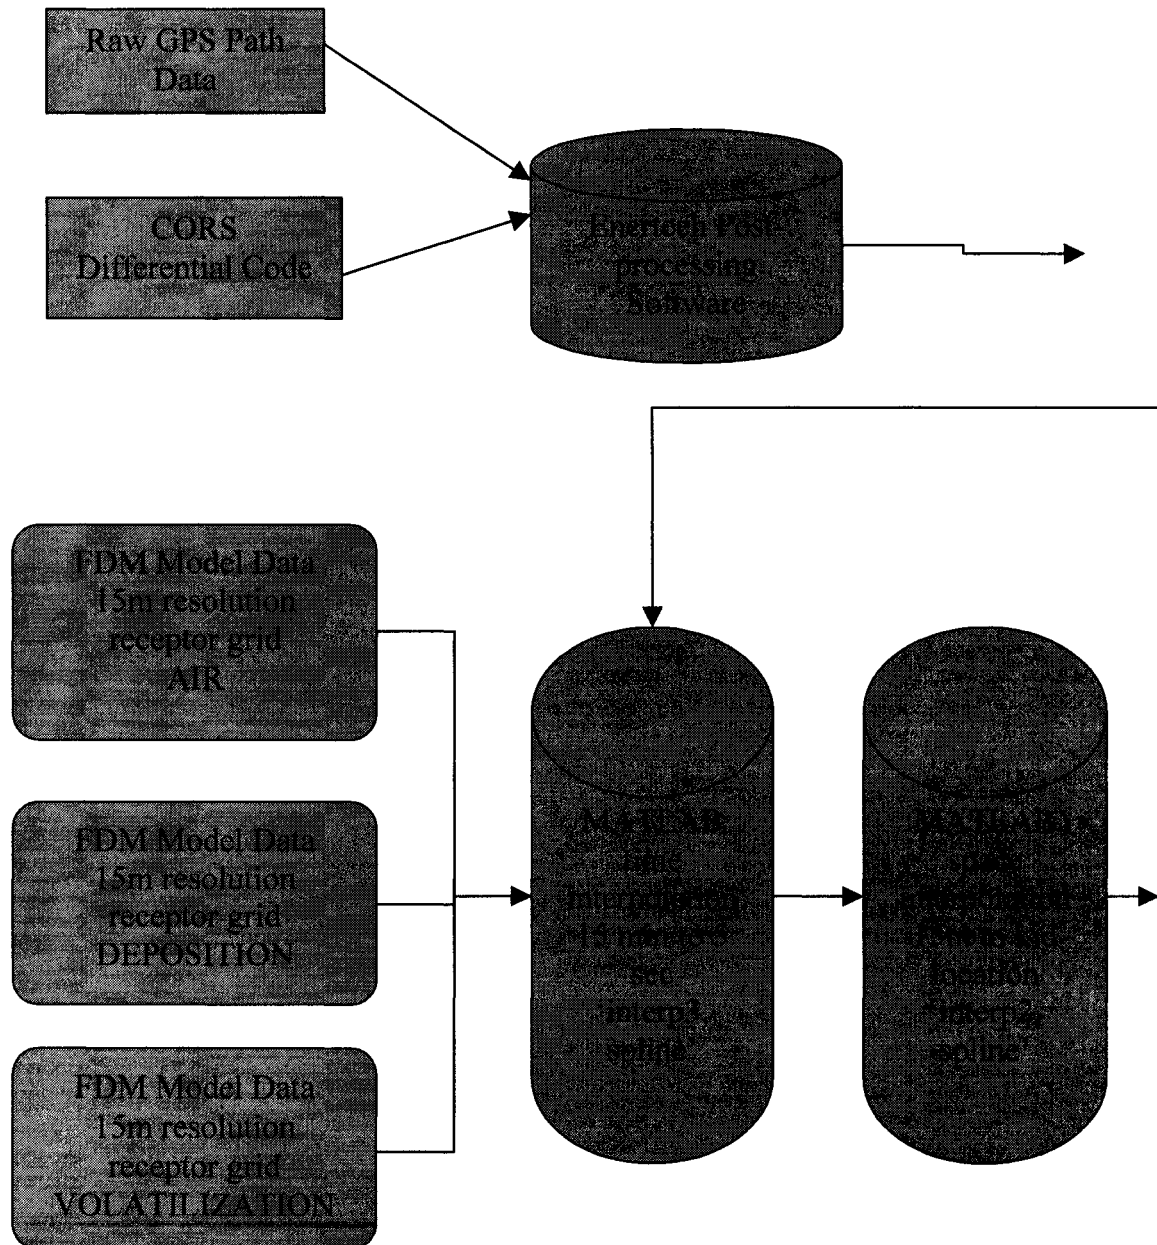 Raw GPS Path
Data
CORS
Differential Code
Post-
processing
Software
FDM Model Data
15m resolution
receptor grid
AIR
FDM Model Data
15m resolution
receptor grid
DEPOSITION
FDM Model Data
15m resolution
receptor grid
VOLATILIZATION
MATLAB
time
interpolation
15
sec
interp3
spline
MATLAB
location
interp2
spline